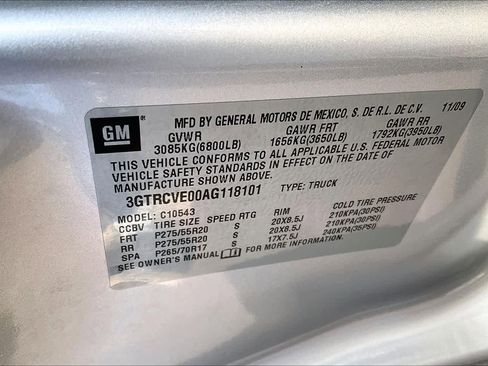 GM
MFD BY GENERAL MOTORS DE MEXICO, S. DE R.L. DE C.V. 11/09
GVWR GAWR FRT GAWR RR
3085KG(6800LB) 1656KG(3650LB) 1792KG(3950LB)
THIS VEHICLE CONFORMS TO ALL APPLICABLE U.S. FEDERAL MOTOR
VEHICLE SAFETY STANDARDS IN EFFECT ON THE DATE OF
MANUFACTURE SHOWN ABOVE.
3GTRCVE00AG118101 TYPE: TRUCK
MODEL: C10543
CCBV TIRE SIZE SPEED RTG RIM COLD TIRE PRESSURE
FRT P275/55R20 S 20X8.5J 210KPA(30PSI)
RR P275/55R20 S 20X8.5J 210KPA(30PSI)
SPA P265/70R17 S 17X7.5J 240KPA(35PSI)
SEE OWNER'S MANUAL FOR MORE INFORMATION.